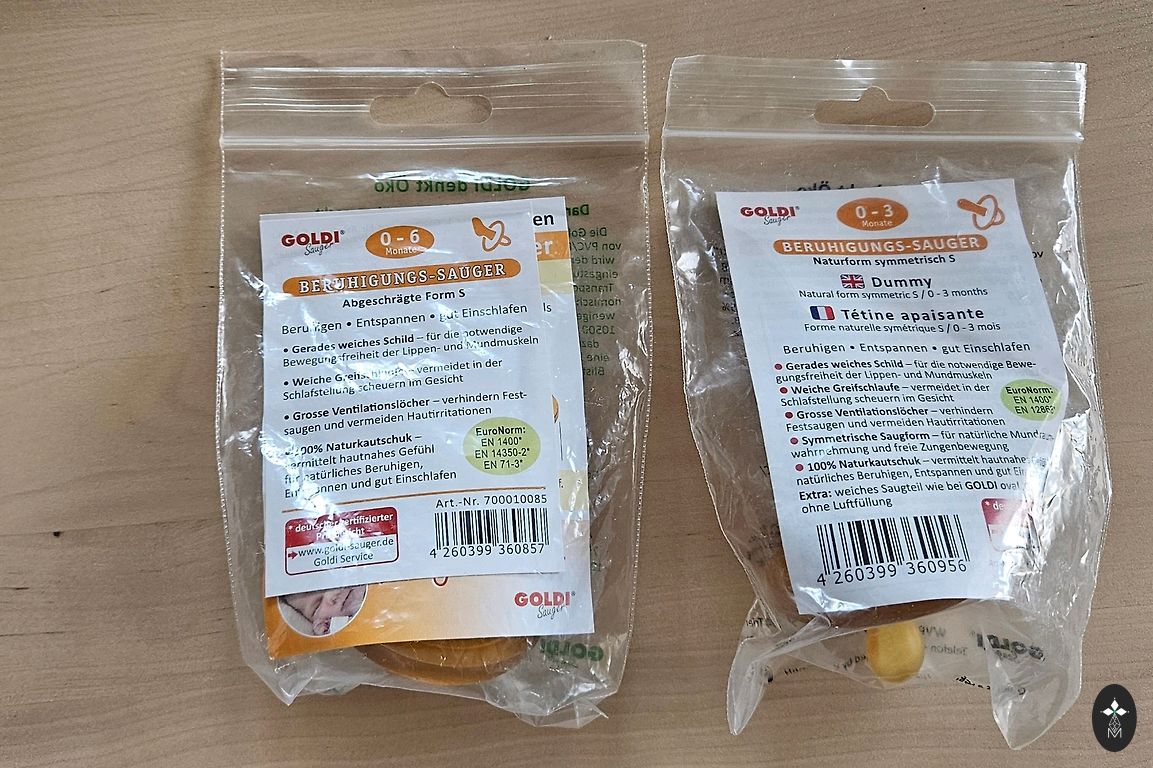 GOLDI denkt Öko
GOLDI®
Sauger
0 - 6
Monate
BERUHIGUNGS-SAUGER
Abgeschrägte Form S
Beruhigen • Entspannen • gut Einschlafen
• Gerades weiches Schild – für die notwendige
Bewegungsfreiheit der Lippen- und Mundmuskeln
• Weiche Greifschlaufe – vermeidet in der
Schlafstellung scheuern im Gesicht
• Grosse Ventilationslöcher – verhindern Fest-
saugen und vermeiden Hautirritationen
• 100% Naturkautschuk –
vermittelt hautnahes Gefühl
für natürliches Beruhigen,
Entspannen und gut Einschlafen
EuroNorm:
EN 1400*
EN 14350-2*
EN 71-3*
Art.-Nr. 700010085
* deutscher zertifizierter
www.goldi-sauger.de
Goldi Service
4 260399 360857
GOLDI®
Sauger
GOLDI
GOLDI®
Sauger
0 - 3
Monate
BERUHIGUNGS-SAUGER
Naturform symmetrisch S
Dummy
Natural form symmetric S / 0 - 3 months
Tétine apaisante
Forme naturelle symétrique S / 0 - 3 mois
Beruhigen • Entspannen • gut Einschlafen
• Gerades weiches Schild – für die notwendige Bewe-
gungsfreiheit der Lippen- und Mundmuskeln
• Weiche Greifschlaufe – vermeidet in der
Schlafstellung scheuern im Gesicht
• Grosse Ventilationslöcher – verhindern
Festsaugen und vermeiden Hautirritationen
• Symmetrische Saugform – für natürliche Mundraum-
wahrnehmung und freie Zungenbewegung
• 100% Naturkautschuk – vermittelt hautnahes
natürliches Beruhigen, Entspannen und gut
Extra: weiches Saugteil wie bei GOLDI oval
ohne Luftfüllung
EuroNorm:
EN 1400*
4 260399 360956
GOLDI®
Telefon
M